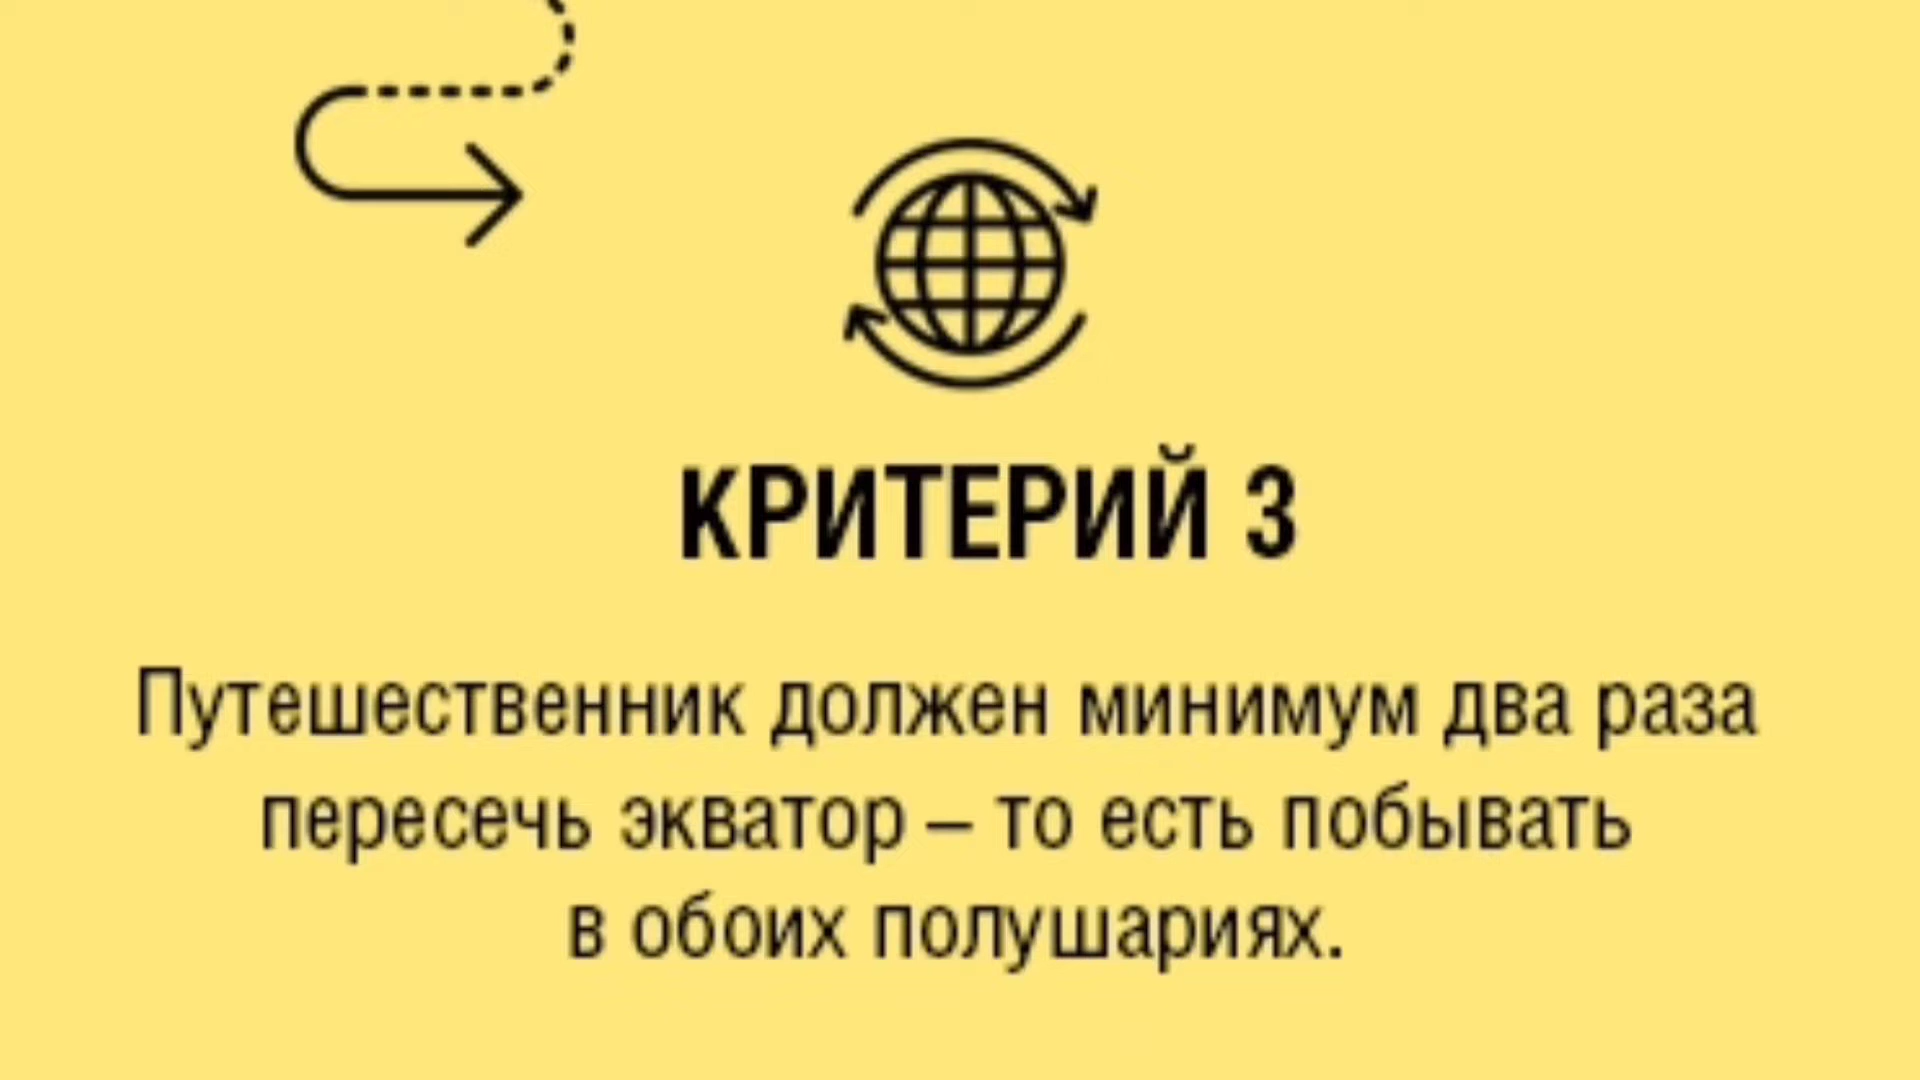 КРИТЕРИЙ 3
Путешественник должен минимум два раза
пересечь экватор – то есть побывать
в обоих полушариях.